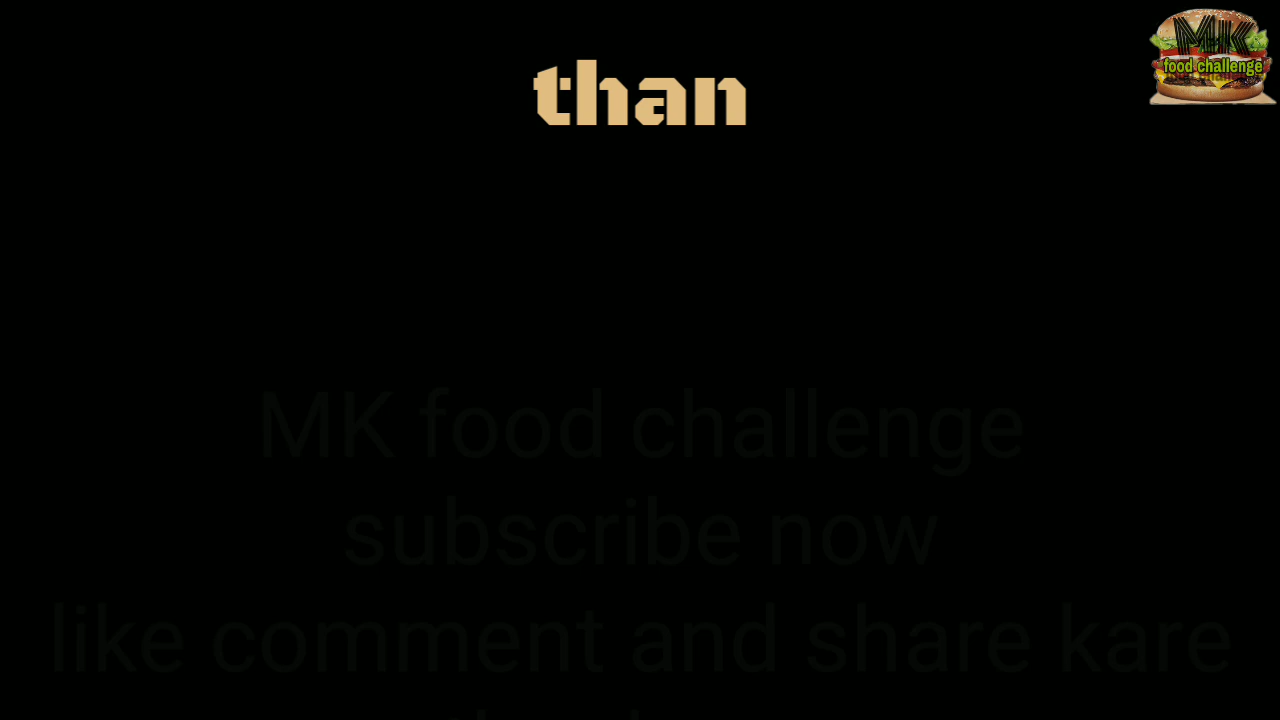 MK
food challenge
than
MK food challenge
subscribe now
like comment and share kare